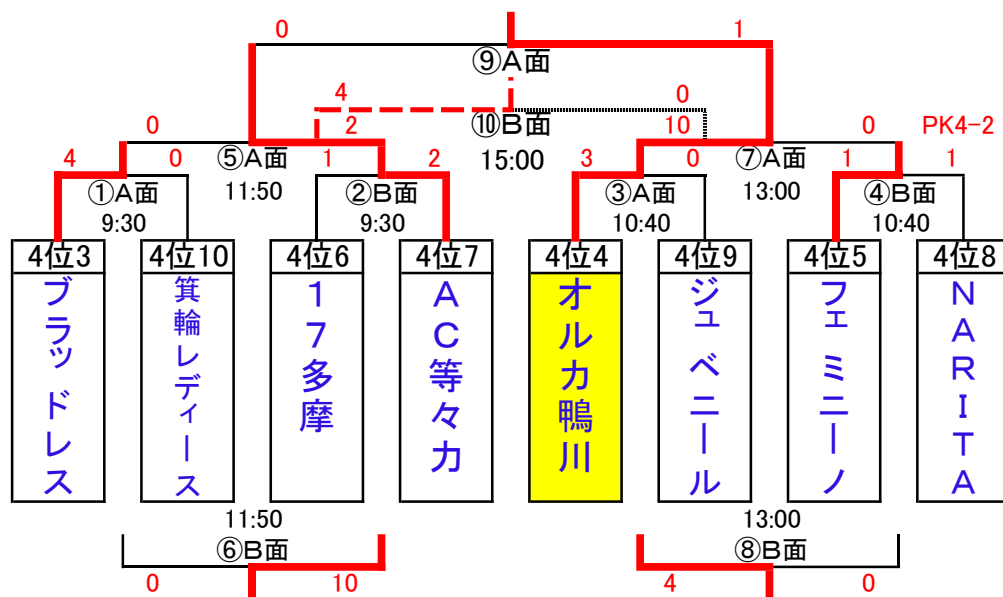 0 1
⑨A面
4 0
⑩B面
15:00
0 2 10 0 PK4-2
⑤A面 ⑦A面
11:50 13:00
4 0 1 2 3 0 1 1
①A面 ②B面 ③A面 ④B面
9:30 9:30 10:40 10:40
4位3 4位10 4位6 4位7 4位4 4位9 4位5 4位8
ブラッドレス
箕輪レディース
17多摩
AC等々力
オルカ鴨川
ジュベニール
フェミニーノ
NARITA
11:50 13:00
⑥B面 ⑧B面
0 10 4 0